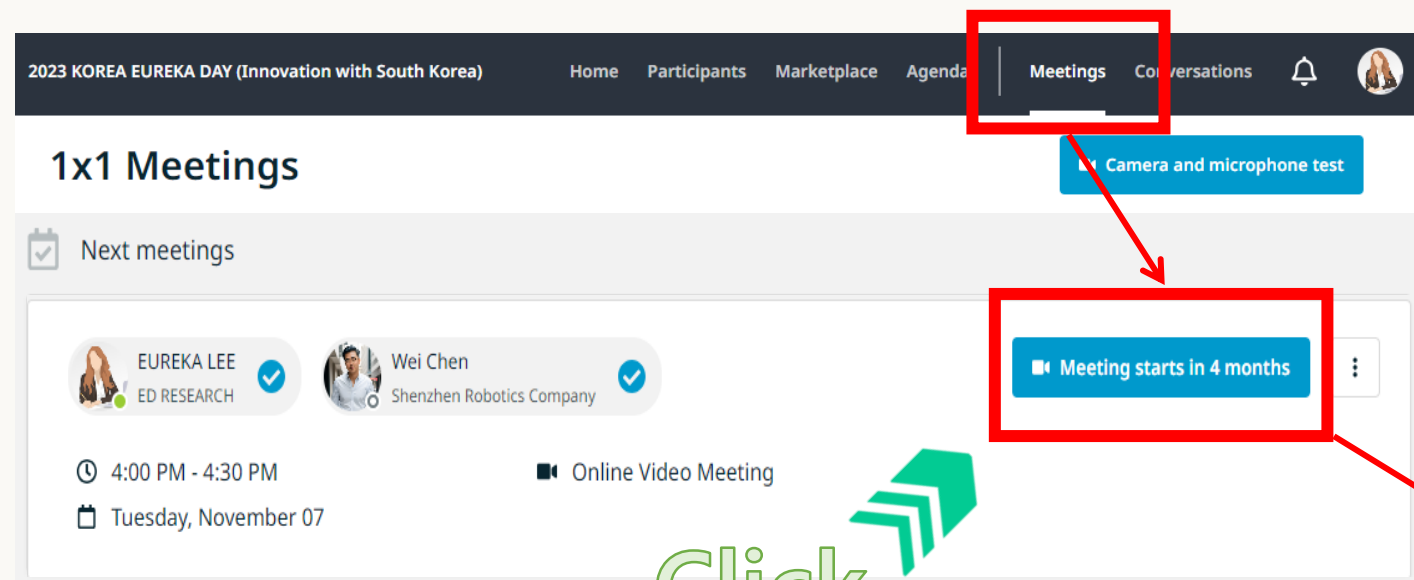 2023 KOREA EUREKA DAY (Innovation with South Korea) Home Participants Marketplace Agenda Meetings Conversations
1x1 Meetings
Camera and microphone test
Next meetings
EUREKA LEE
ED RESEARCH
Wei Chen
Shenzhen Robotics Company
Meeting starts in 4 months
4:00 PM - 4:30 PM
Online Video Meeting
Tuesday, November 07
Click